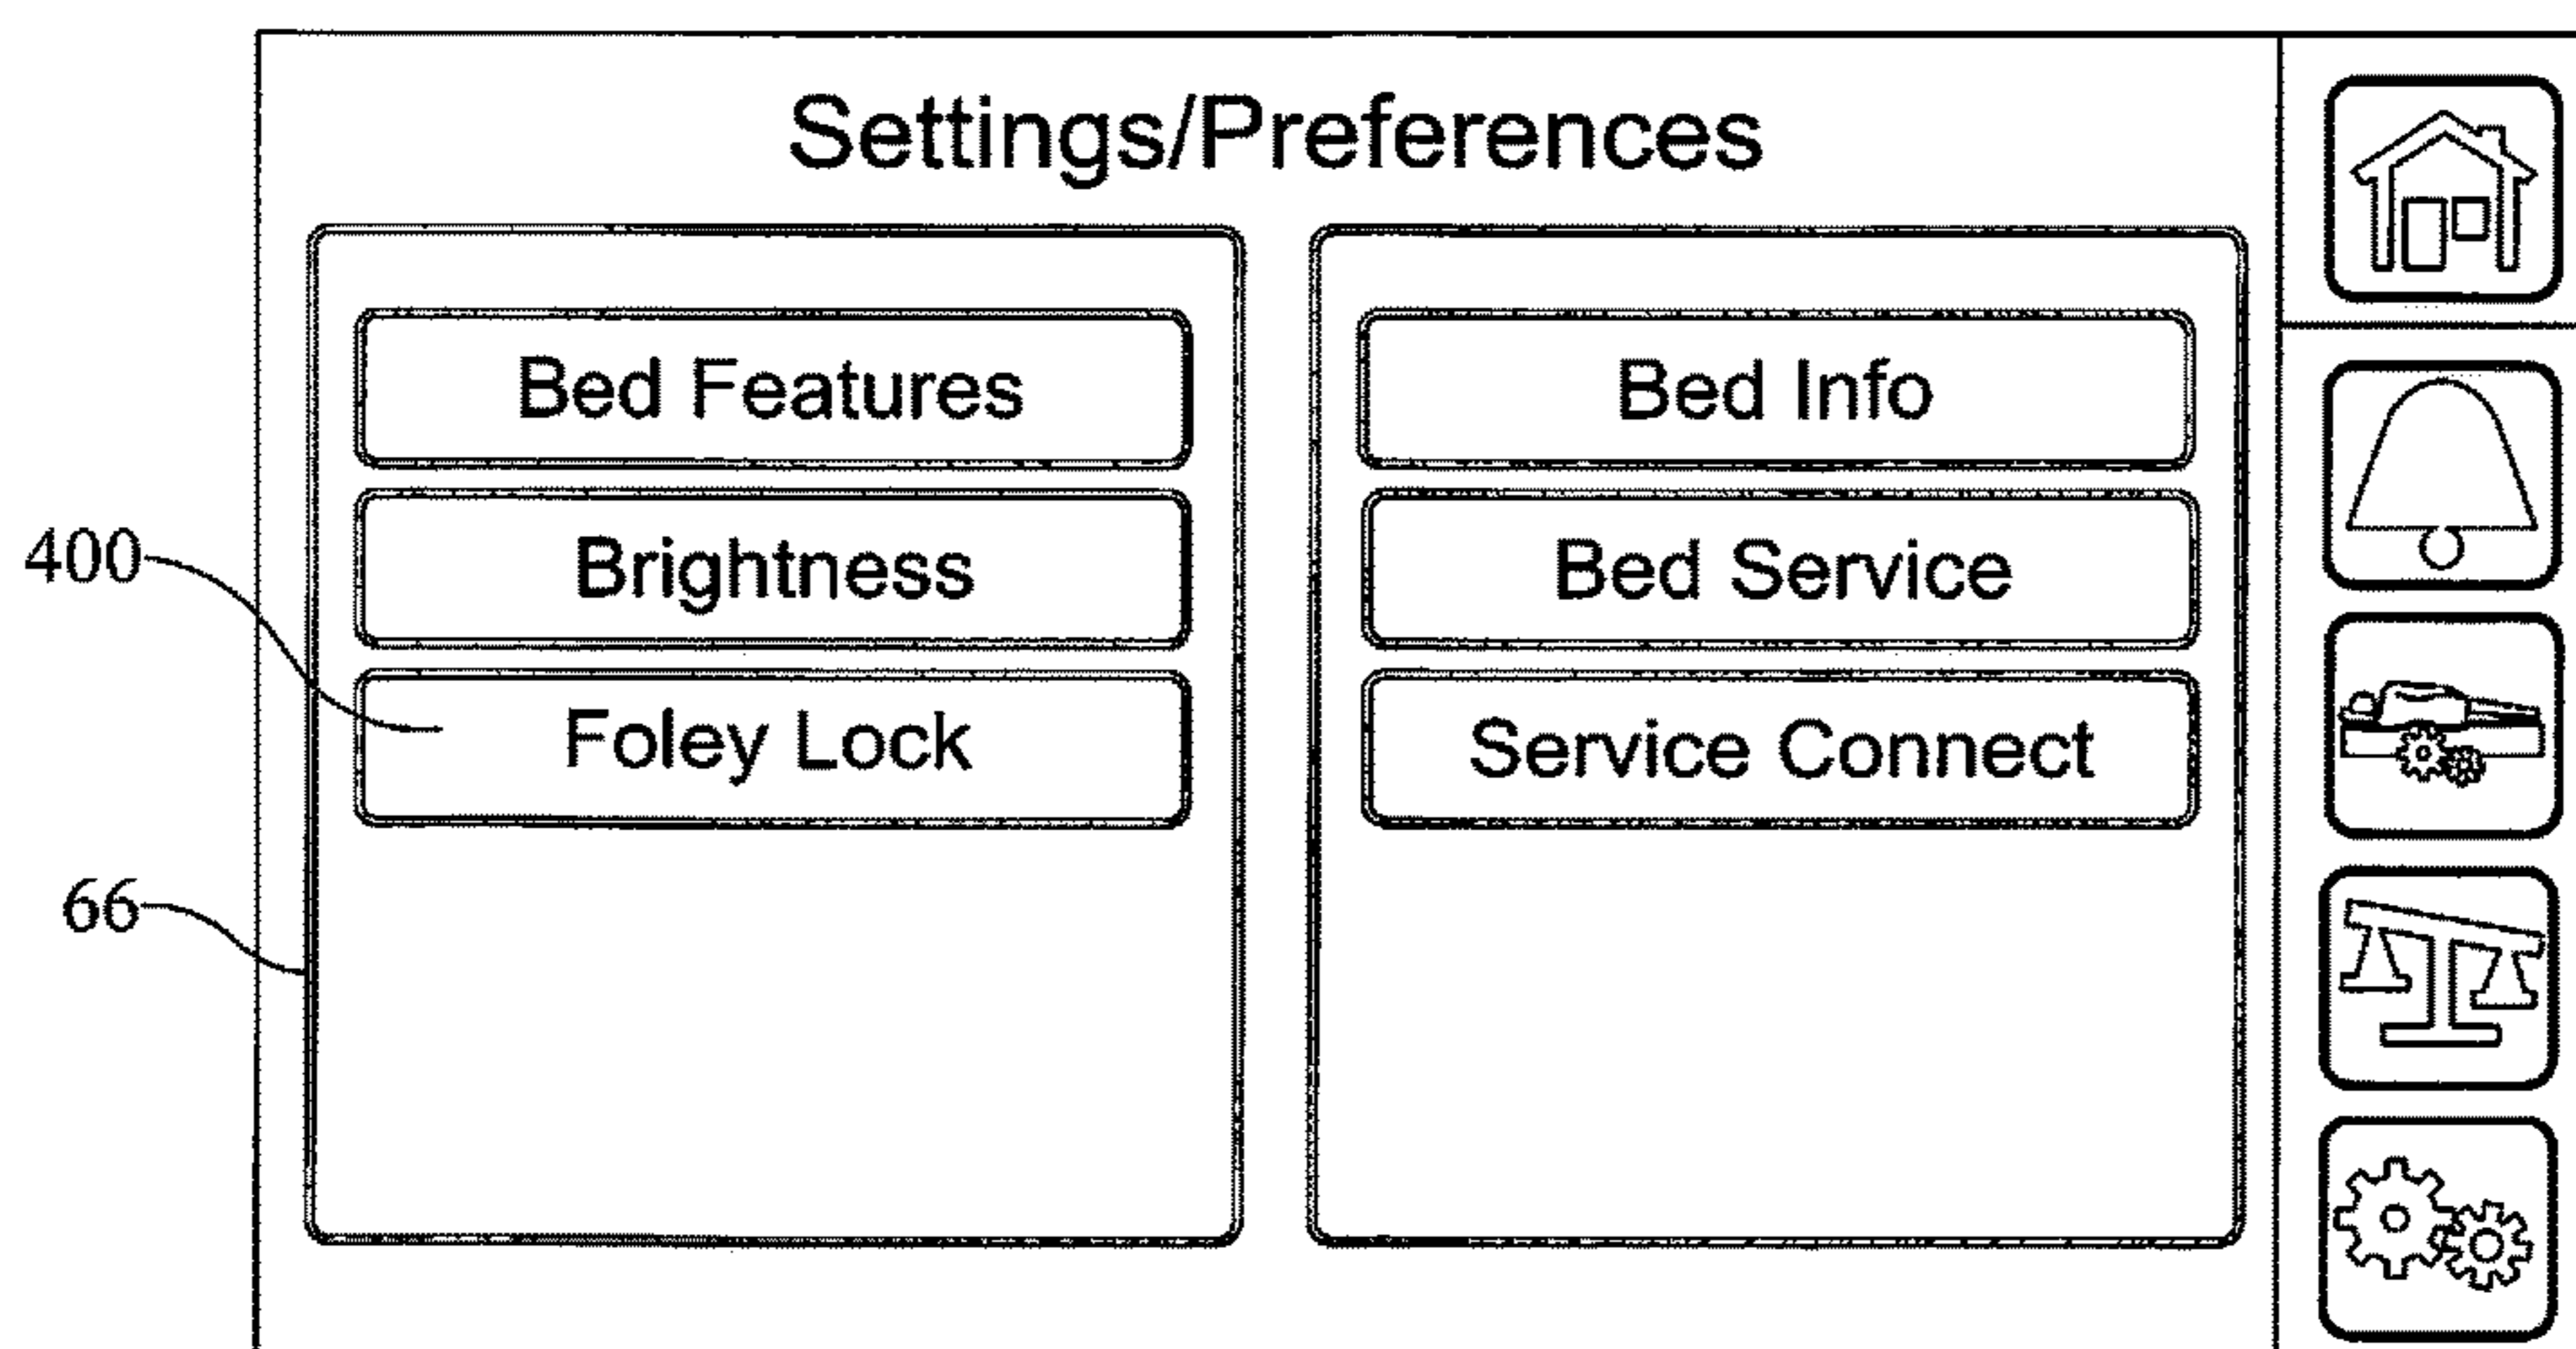 Settings/Preferences
Bed Features
Brightness
Foley Lock
Bed Info
Bed Service
Service Connect
400
66